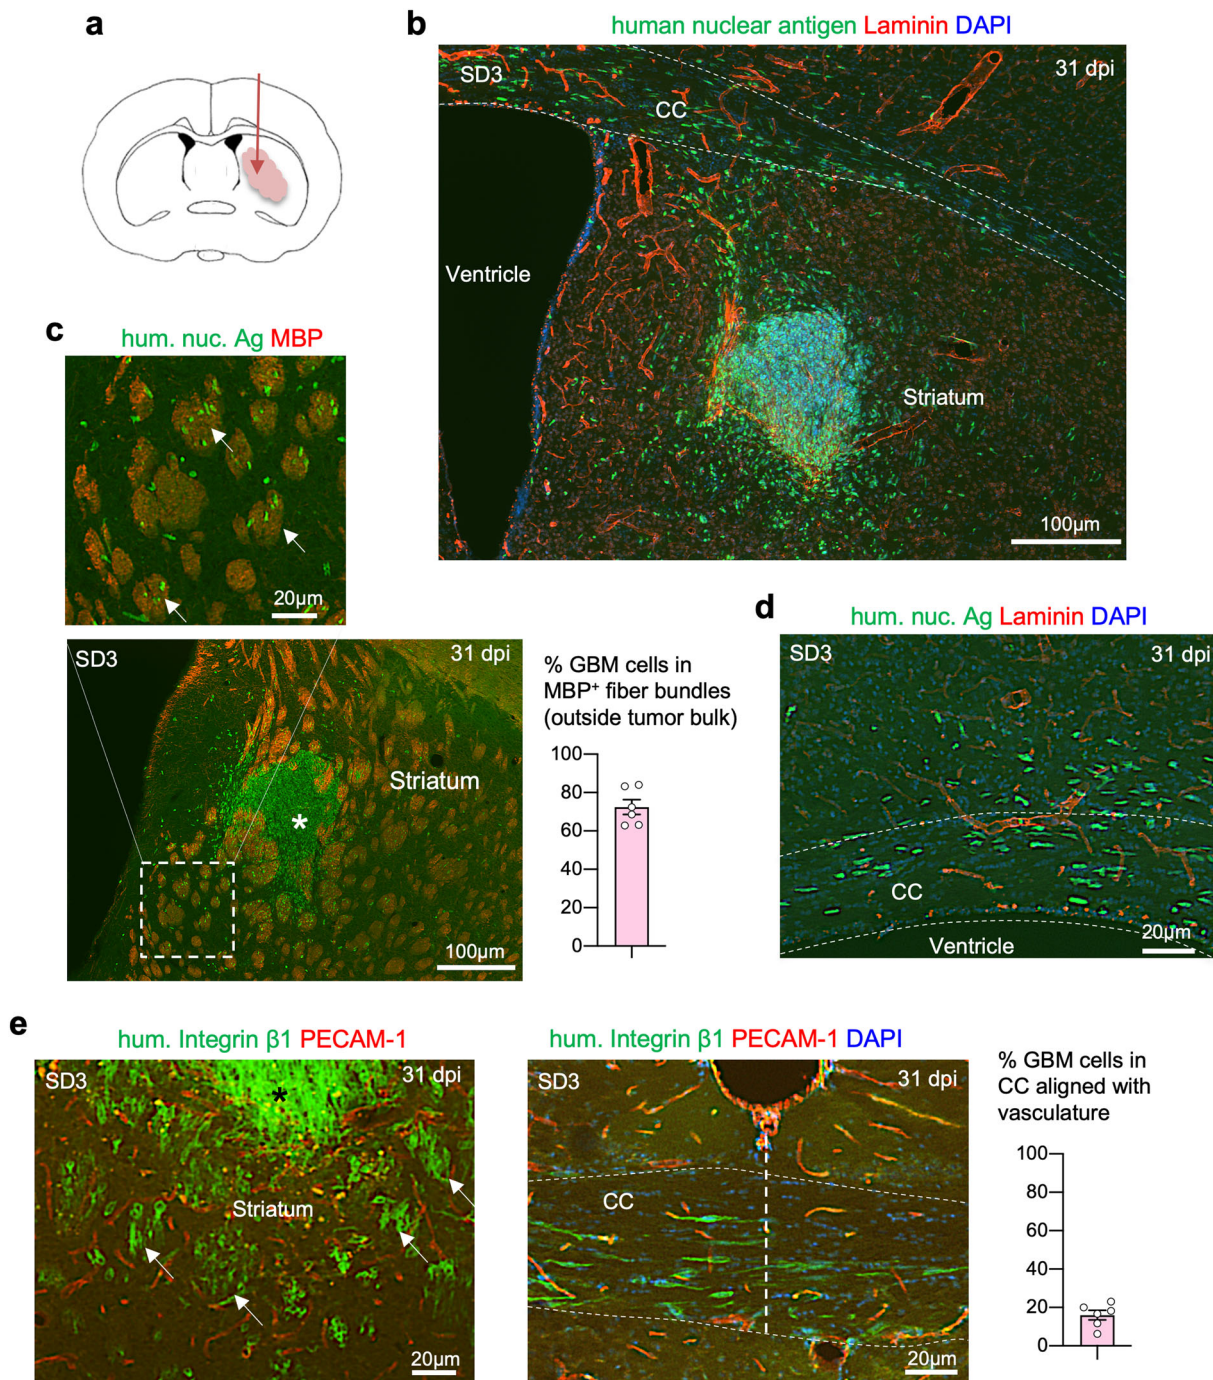 a
b
human nuclear antigen Laminin DAPI
SD3
31 dpi
CC
Ventricle
Striatum
100µm
c
hum. nuc. Ag MBP
20µm
SD3
31 dpi
Striatum
*
100µm
% GBM cells in
MBP⁺ fiber bundles
(outside tumor bulk)
100
80
60
40
20
0
d
hum. nuc. Ag Laminin DAPI
SD3
31 dpi
CC
Ventricle
20µm
e
hum. Integrin β1 PECAM-1
SD3
31 dpi
*
Striatum
20µm
hum. Integrin β1 PECAM-1 DAPI
SD3
31 dpi
CC
20µm
% GBM cells in
CC aligned with
vasculature
100
80
60
40
20
0